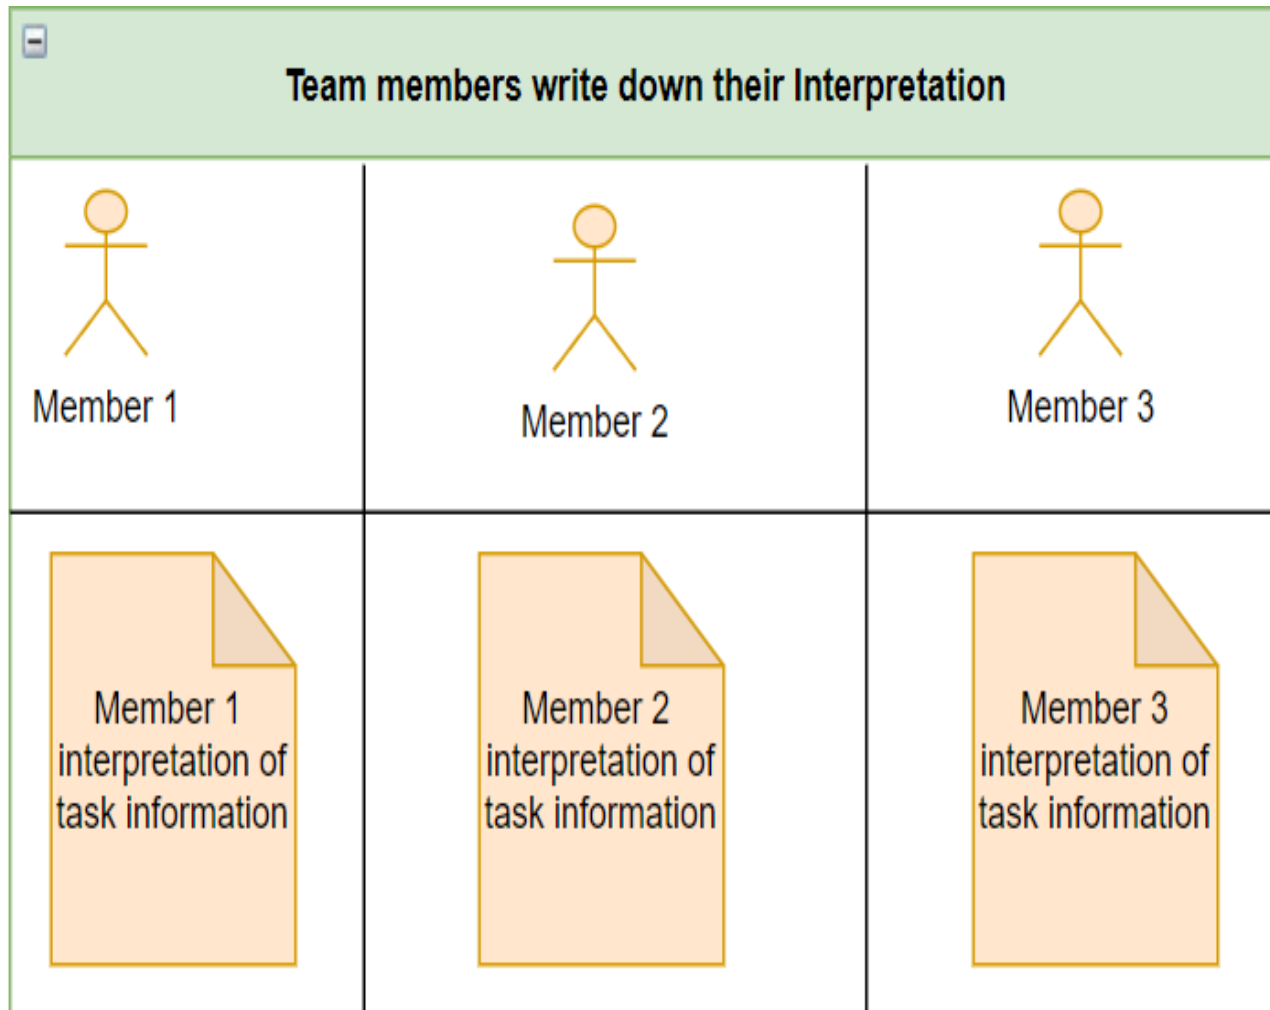 Team members write down their Interpretation
Member 1
Member 2
Member 3
Member 1
interpretation of
task information
Member 2
interpretation of
task information
Member 3
interpretation of
task information